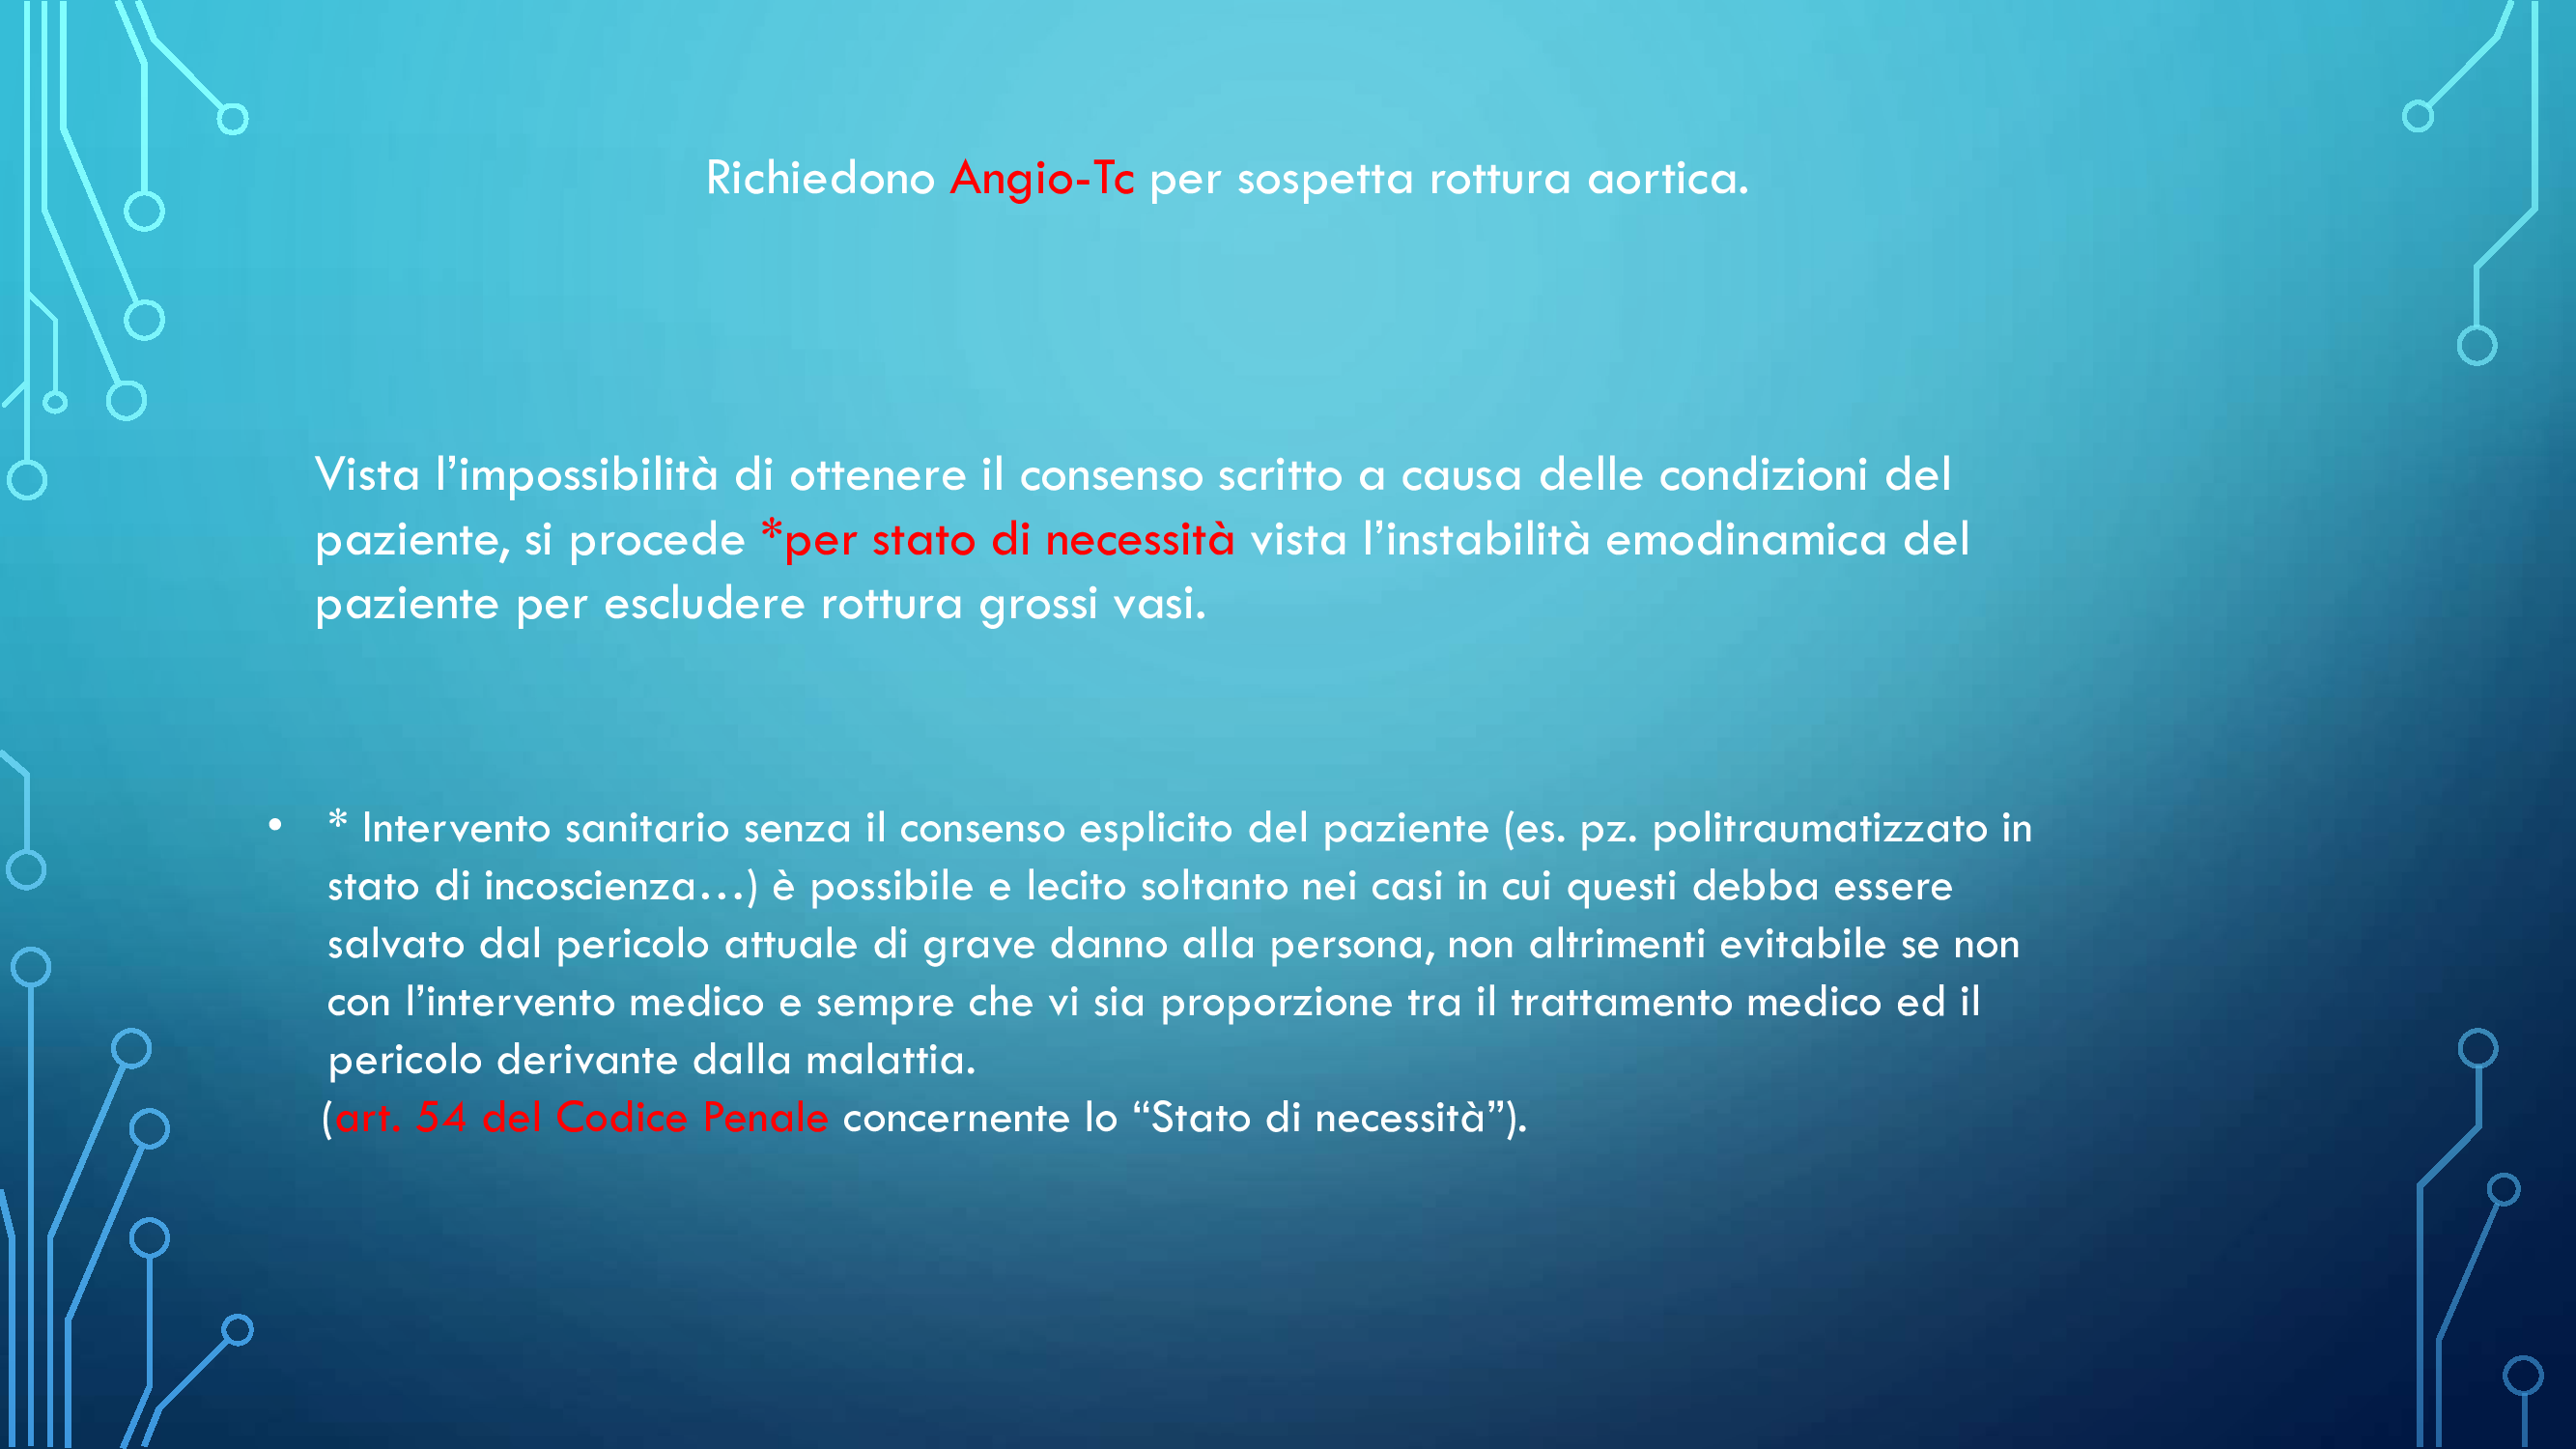 Richiedono Angio-Tc per sospetta rottura aortica.
Vista l’impossibilità di ottenere il consenso scritto a causa delle condizioni del
paziente, si procede *per stato di necessità vista l’instabilità emodinamica del
paziente per escludere rottura grossi vasi.
• * Intervento sanitario senza il consenso esplicito del paziente (es. pz. politraumatizzato in
stato di incoscienza…) è possibile e lecito soltanto nei casi in cui questi debba essere
salvato dal pericolo attuale di grave danno alla persona, non altrimenti evitabile se non
con l’intervento medico e sempre che vi sia proporzione tra il trattamento medico ed il
pericolo derivante dalla malattia.
(art. 54 del Codice Penale concernente lo “Stato di necessità”).